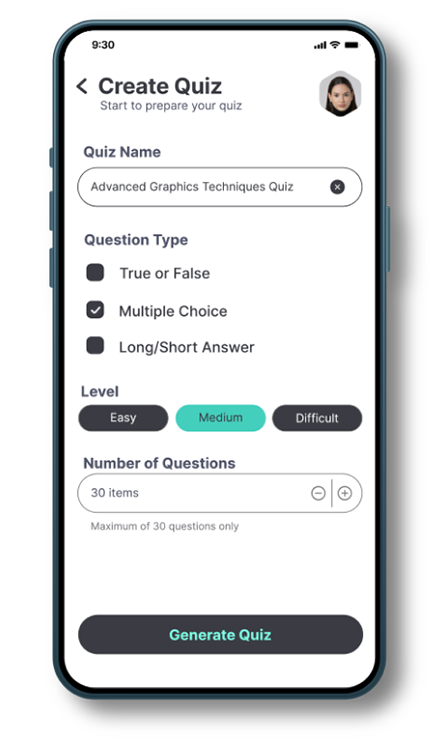 9:30
Create Quiz
Start to prepare your quiz
Quiz Name
Advanced Graphics Techniques Quiz
Question Type
True or False
Multiple Choice
Long/Short Answer
Level
Easy Medium Difficult
Number of Questions
30 items
Maximum of 30 questions only
Generate Quiz